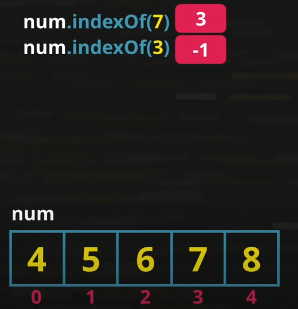 num.indexOf(7) 3
num.indexOf(3) -1
num
4 5 6 7 8
0 1 2 3 4